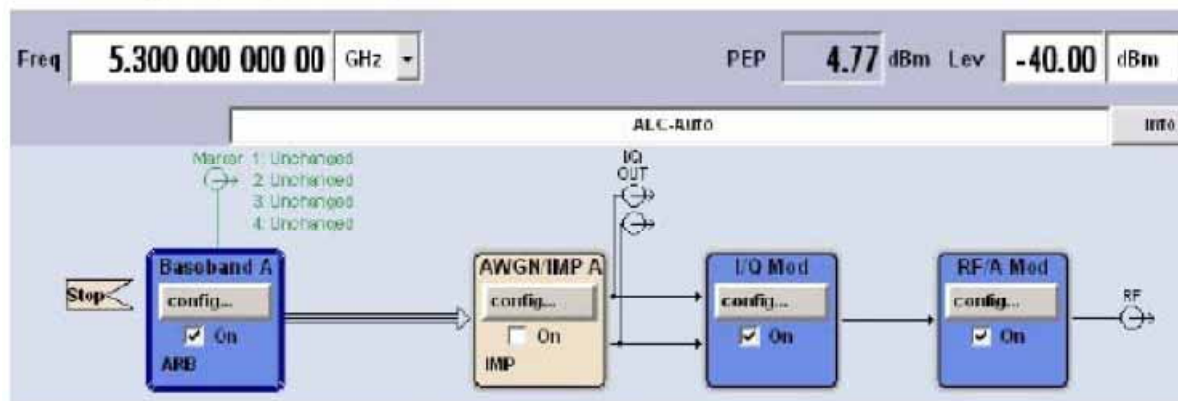 Freq 5.300 000 000 00 GHz PEP 4.77 dBm Lev -40.00 dBm
ALC-Auto Info
Marker 1: Unchanged
2: Unchanged
3: Unchanged
4: Unchanged
I/Q
OUT
Baseband A
config...
On
ARB
Stop
AWGN/IMP A
config...
On
IMP
I/Q Mod
config...
On
RF/A Mod
config...
On
RF